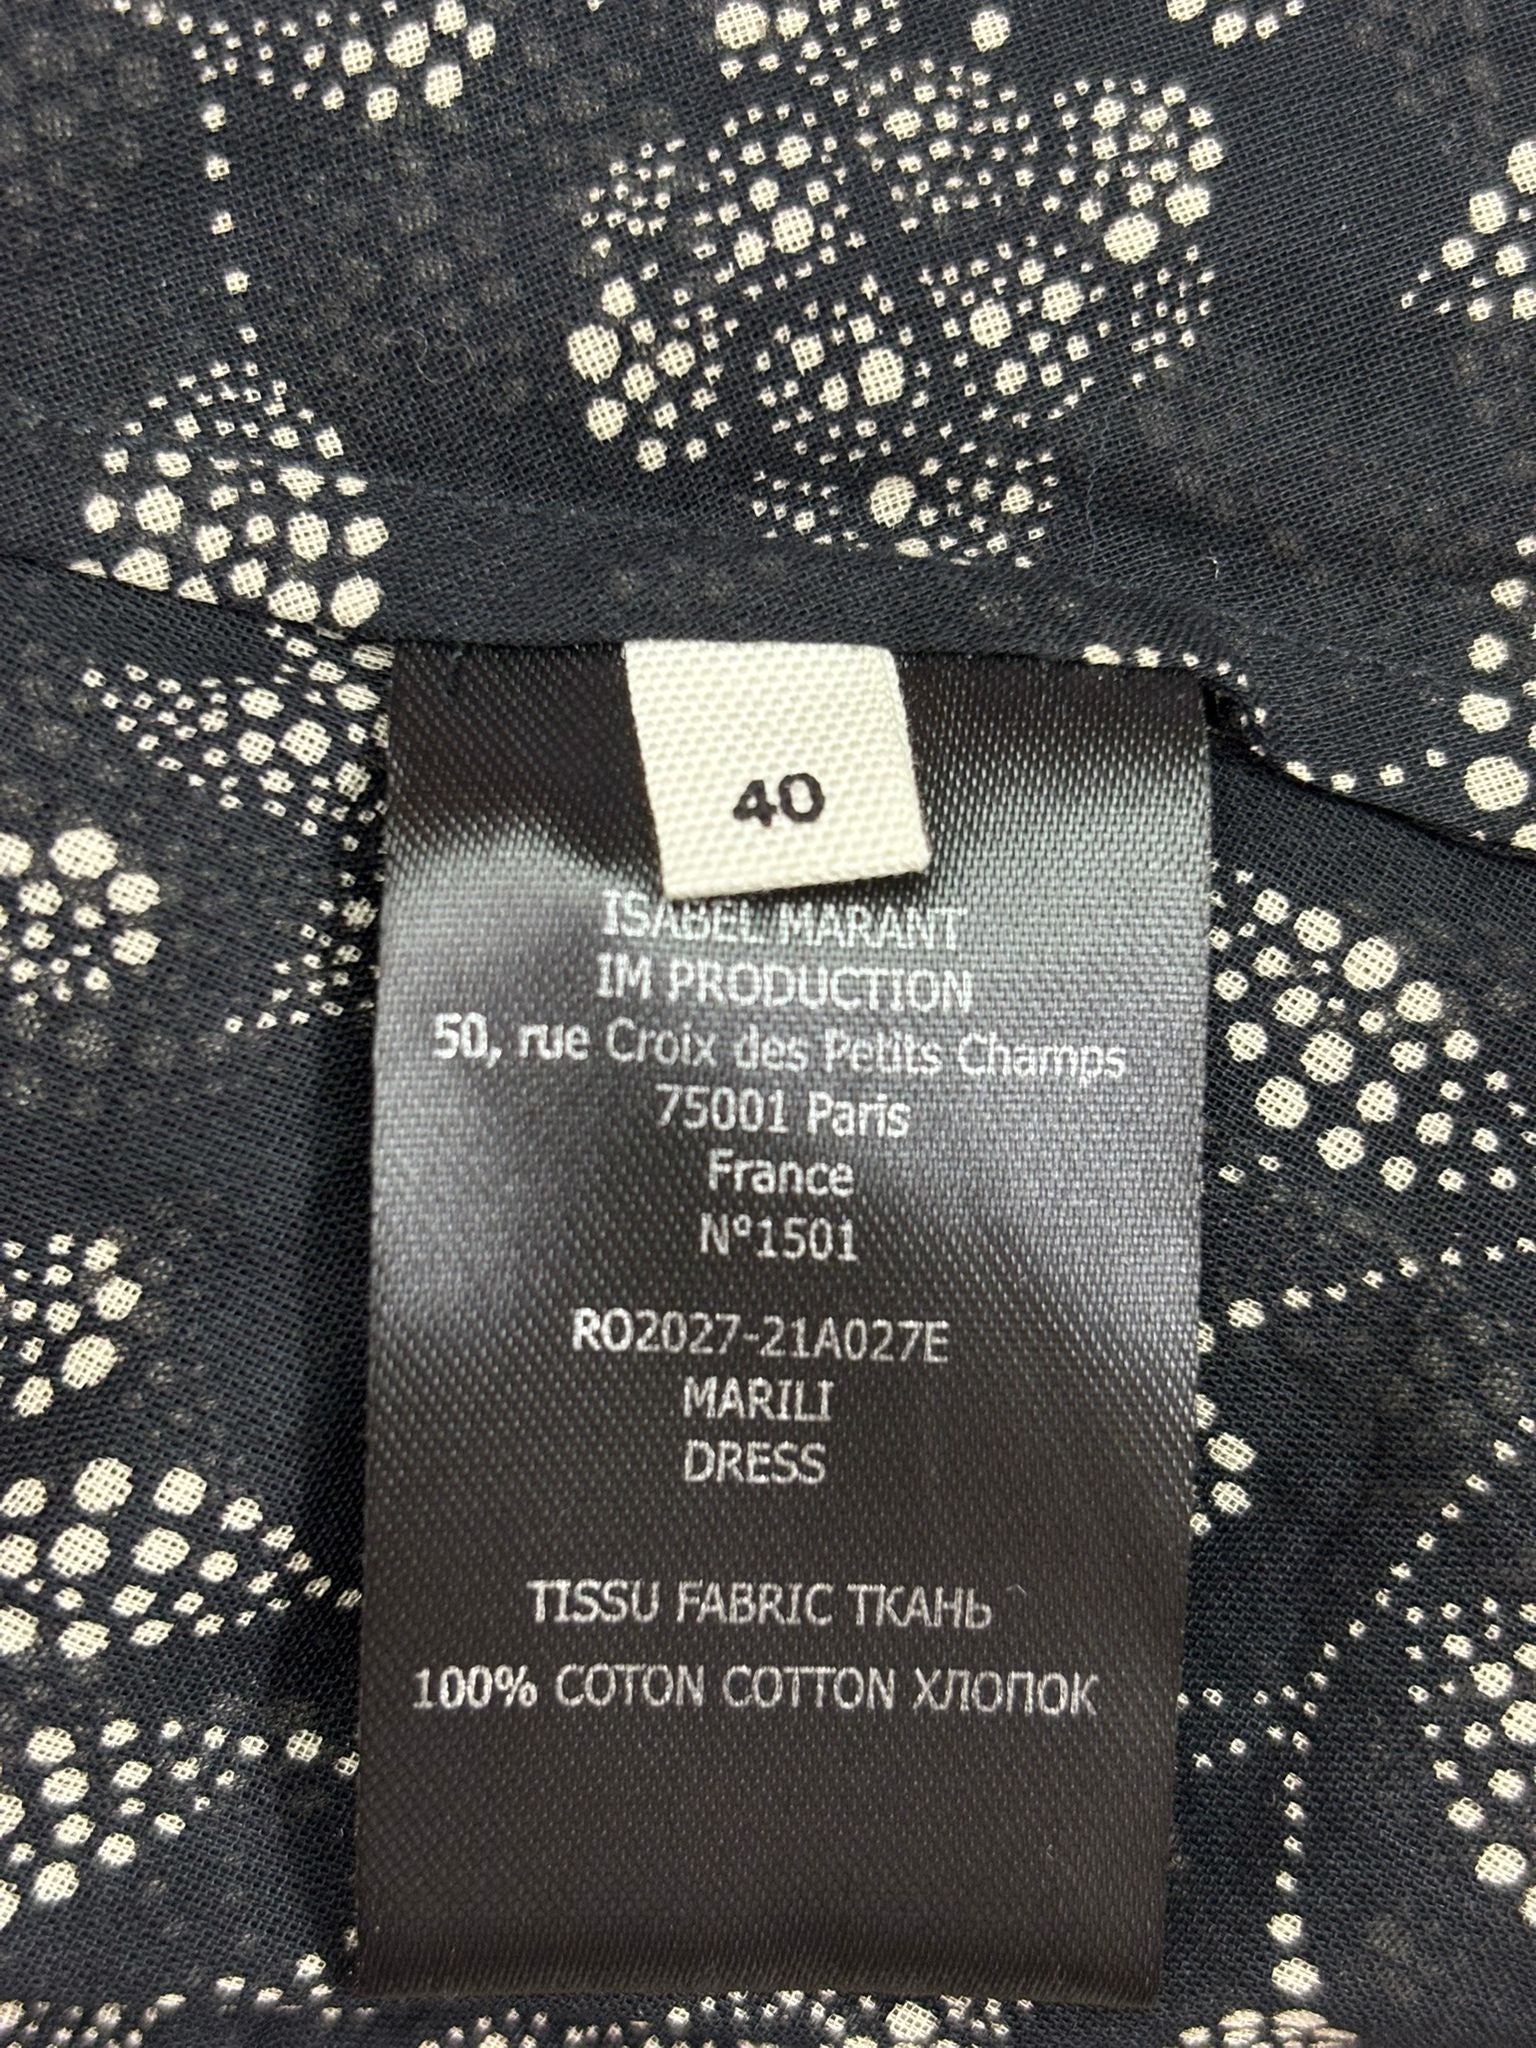 40
ISABEL MARANT
IM PRODUCTION
50, rue Croix des Petits Champs
75001 Paris
France
Nº1501
RO2027-21A027E
MARILI
DRESS
TISSU FABRIC ТКАНЬ
100% COTON COTTON ХЛОПОК